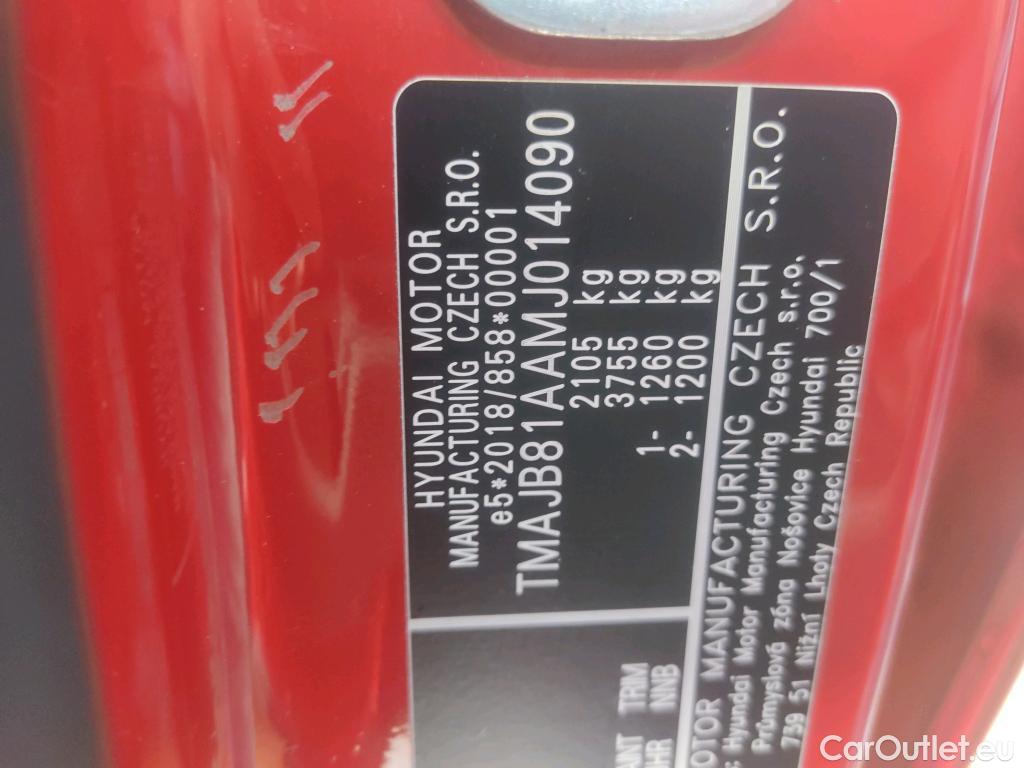 HYUNDAI MOTOR
MANUFACTURING CZECH S.R.O.
e5*2018/858*00001
TMAJB81AAMJ014090
2105 kg
3755 kg
1- 1260 kg
2- 1200 kg
TRIM
NNB
MANUFACTURING CZECH S.R.O.
Hyundai Motor Manufacturing Czech s.r.o.
Průmyslová zóna Nošovice Hyundai 700/1
739 51 Nižní Lhoty Czech Republic
CarOutlet.eu